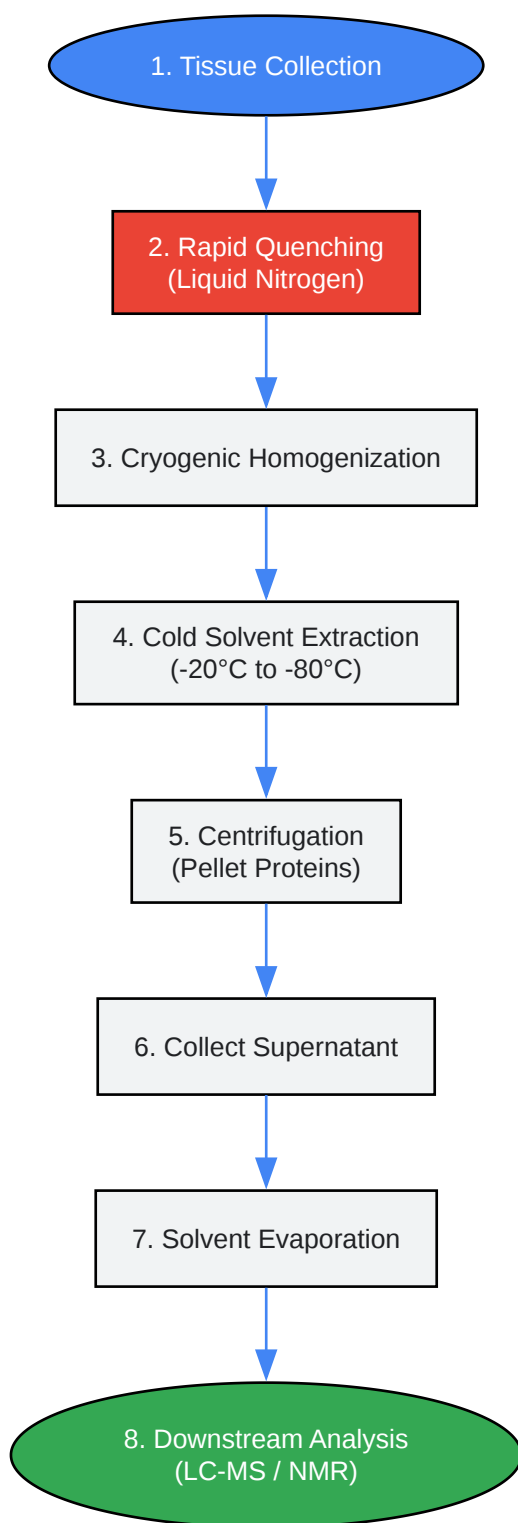 1. Tissue Collection
2. Rapid Quenching
(Liquid Nitrogen)
3. Cryogenic Homogenization
4. Cold Solvent Extraction
(-20°C to -80°C)
5. Centrifugation
(Pellet Proteins)
6. Collect Supernatant
7. Solvent Evaporation
8. Downstream Analysis
(LC-MS / NMR)